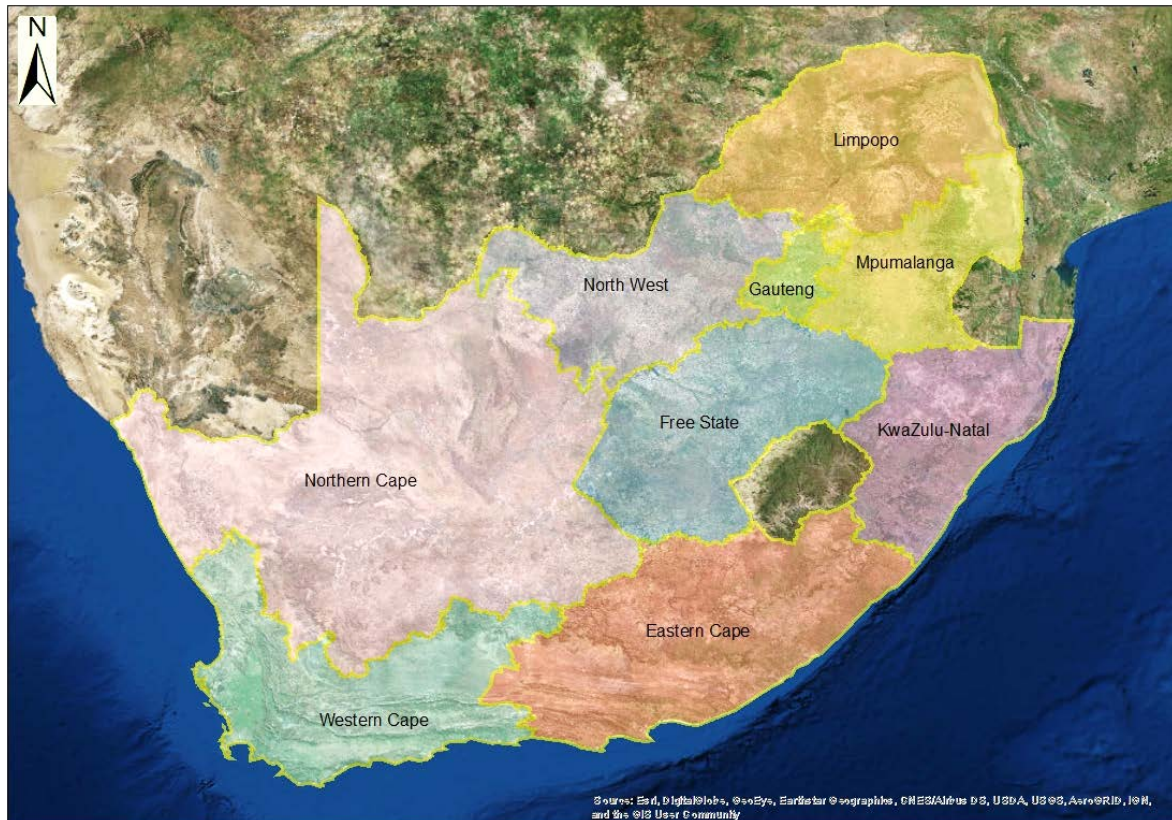 N
Limpopo
Mpumalanga
North West
Gauteng
Free State
KwaZulu-Natal
Northern Cape
Eastern Cape
Western Cape
Source: Esri, DigitalGlobe, GeoEye, Earthstar Geographics, CNES/Airbus DS, USDA, USGS, AeroGRID, IGN,
and the GIS User Community